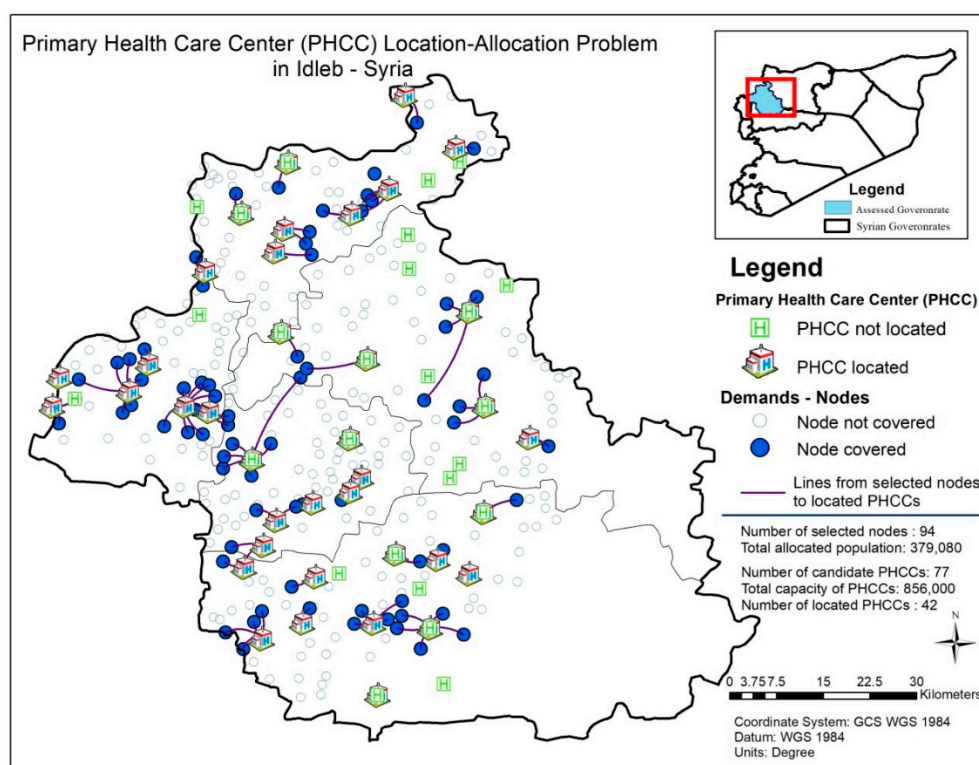 Primary Health Care Center (PHCC) Location-Allocation Problem
in Idleb - Syria
Legend
Assessed Goveronrate
Syrian Goveronrates
Legend
Primary Health Care Center (PHCC)
H PHCC not located
PHCC located
Demands - Nodes
Node not covered
Node covered
Lines from selected nodes
to located PHCCs
Number of selected nodes : 94
Total allocated population: 379,080
Number of candidate PHCCs: 77
Total capacity of PHCCs: 856,000
Number of located PHCCs : 42
N
0 3.75 7.5 15 22.5 30
Kilometers
Coordinate System: GCS WGS 1984
Datum: WGS 1984
Units: Degree